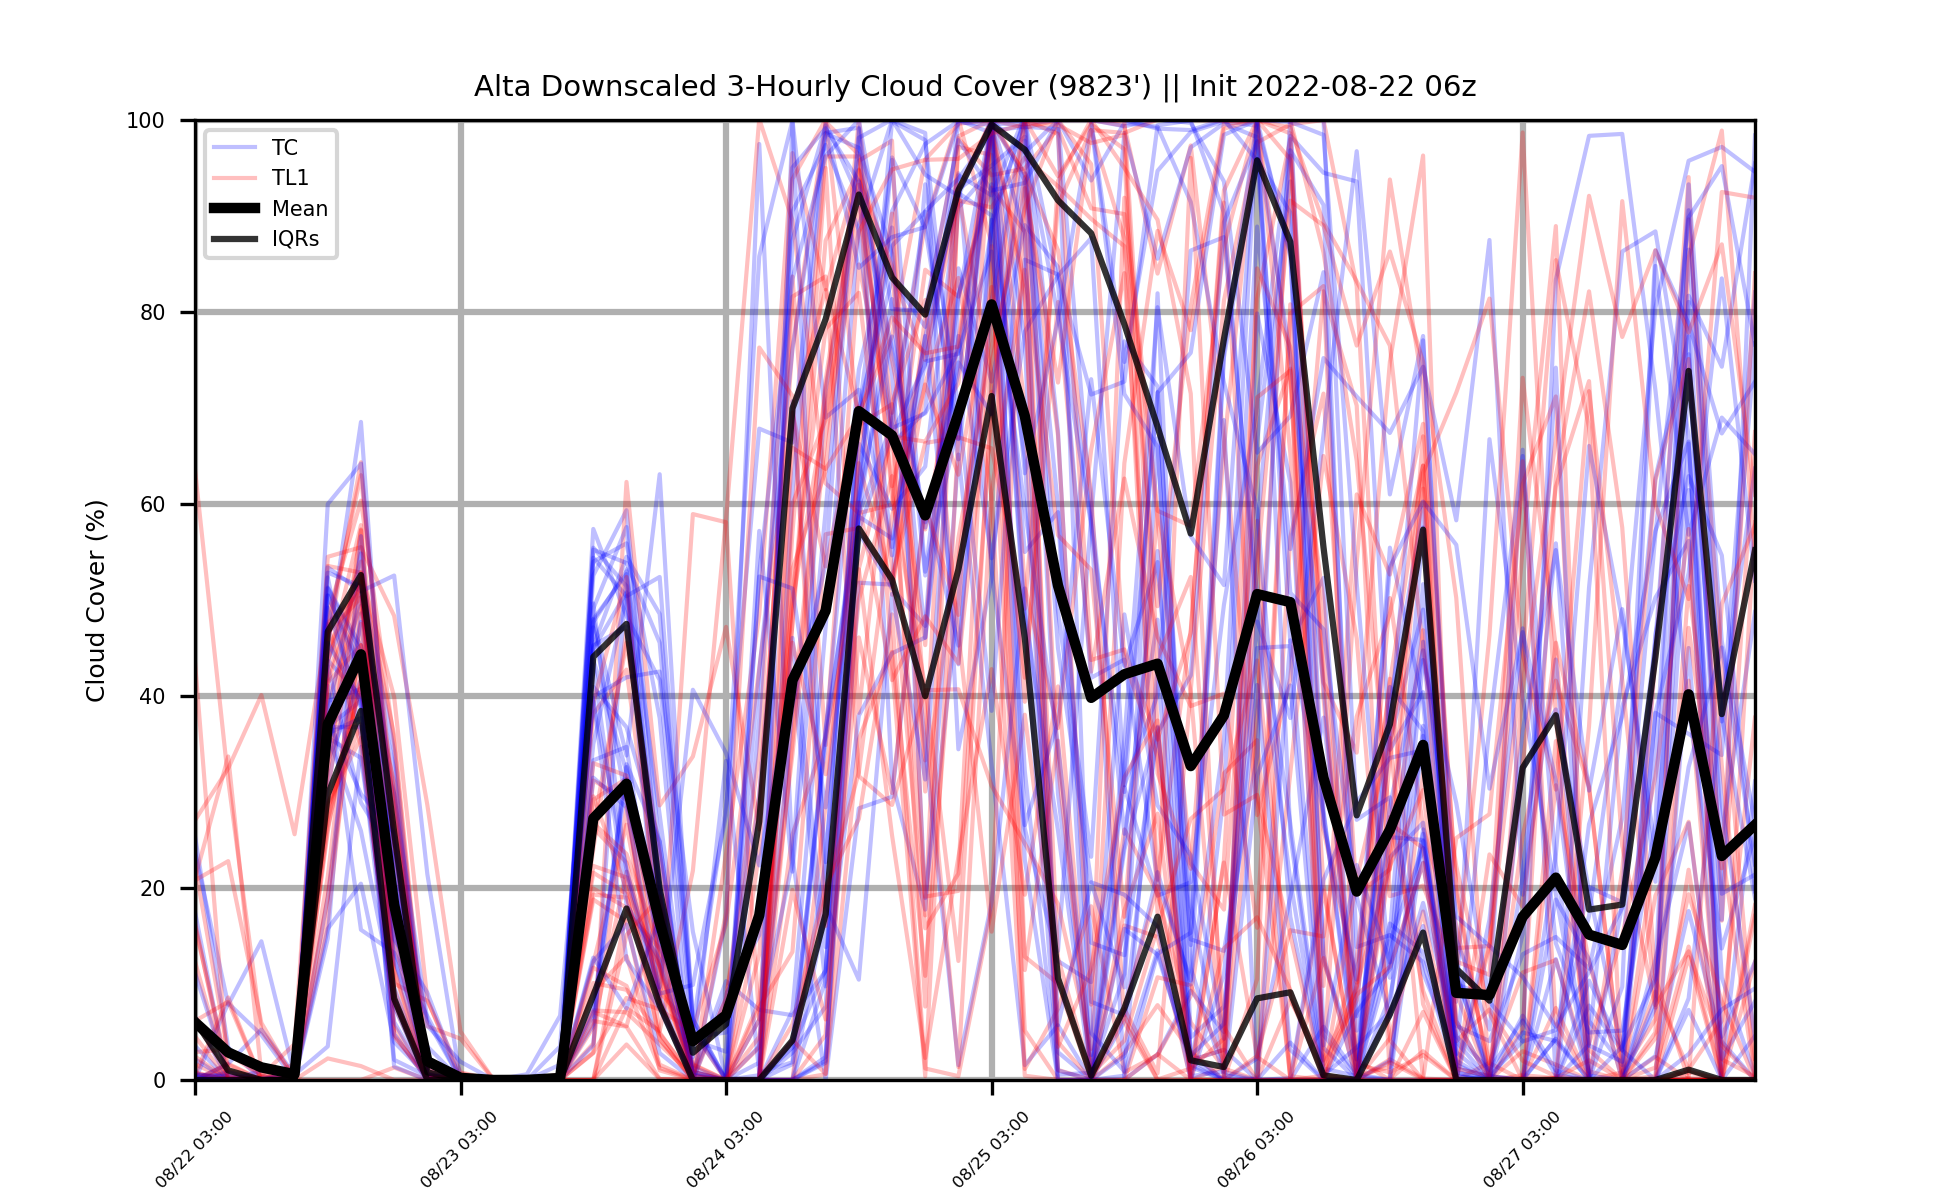 Alta Downscaled 3-Hourly Cloud Cover (9823') || Init 2022-08-22 06z
100
80
60
40
20
0
Cloud Cover (%)
TC
TL1
Mean
IQRs
08/22 03:00
08/23 03:00
08/24 03:00
08/25 03:00
08/26 03:00
08/27 03:00